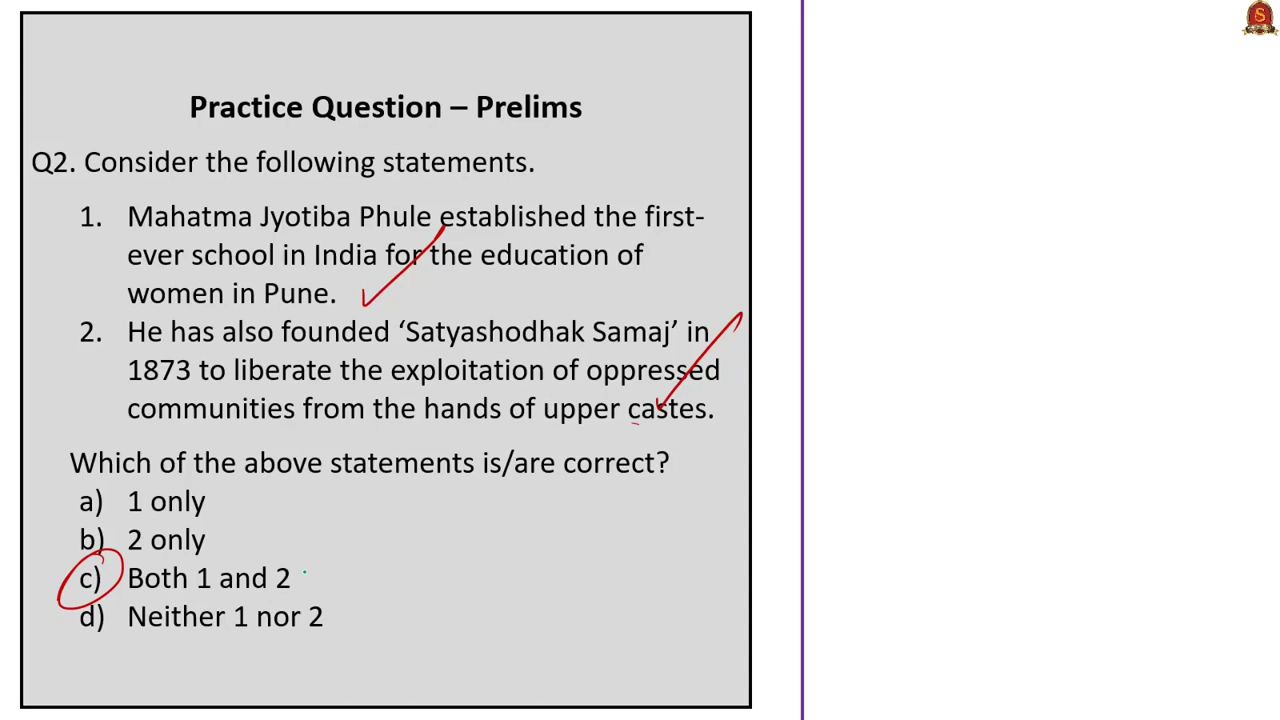 Practice Question – Prelims
Q2. Consider the following statements.
1. Mahatma Jyotiba Phule established the first-
ever school in India for the education of
women in Pune.
2. He has also founded ‘Satyashodhak Samaj’ in
1873 to liberate the exploitation of oppressed
communities from the hands of upper castes.
Which of the above statements is/are correct?
a) 1 only
b) 2 only
c) Both 1 and 2
d) Neither 1 nor 2
S